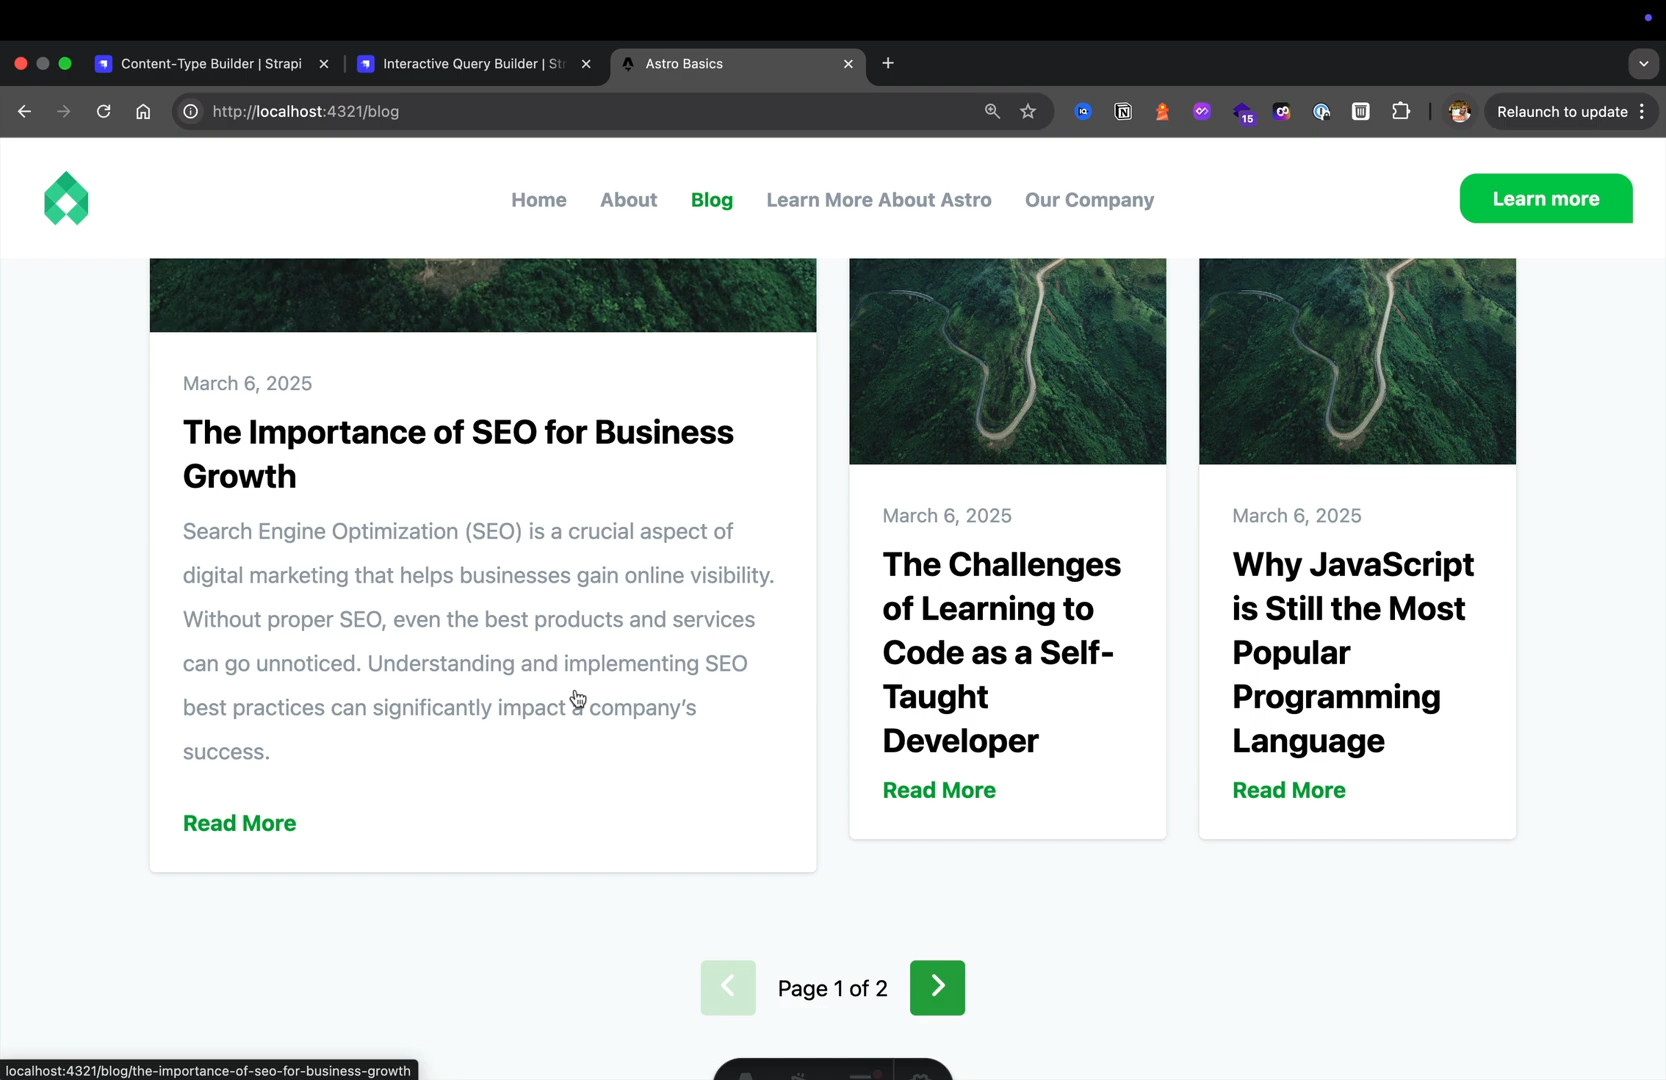 Content-Type Builder | Strapi
Interactive Query Builder | Str
Astro Basics
http://localhost:4321/blog
15
Relaunch to update
Home
About
Blog
Learn More About Astro
Our Company
Learn more
March 6, 2025
The Importance of SEO for Business
Growth
Search Engine Optimization (SEO) is a crucial aspect of
digital marketing that helps businesses gain online visibility.
Without proper SEO, even the best products and services
can go unnoticed. Understanding and implementing SEO
best practices can significantly impact a company’s
success.
Read More
March 6, 2025
The Challenges
of Learning to
Code as a Self-
Taught
Developer
Read More
March 6, 2025
Why JavaScript
is Still the Most
Popular
Programming
Language
Read More
Page 1 of 2
localhost:4321/blog/the-importance-of-seo-for-business-growth